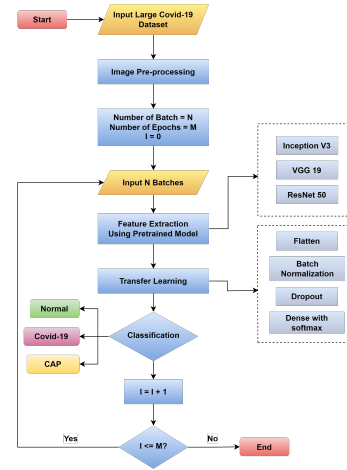 Start
Input Large Covid-19
Dataset
Image Pre-processing
Number of Batch = N
Number of Epochs = M
I = 0
Input N Batches
Feature Extraction
Using Pretrained Model
Inception V3
VGG 19
ResNet 50
Transfer Learning
Flatten
Batch
Normalization
Dropout
Dense with
softmax
Classification
Normal
Covid-19
CAP
I = I + 1
I <= M?
Yes
No
End